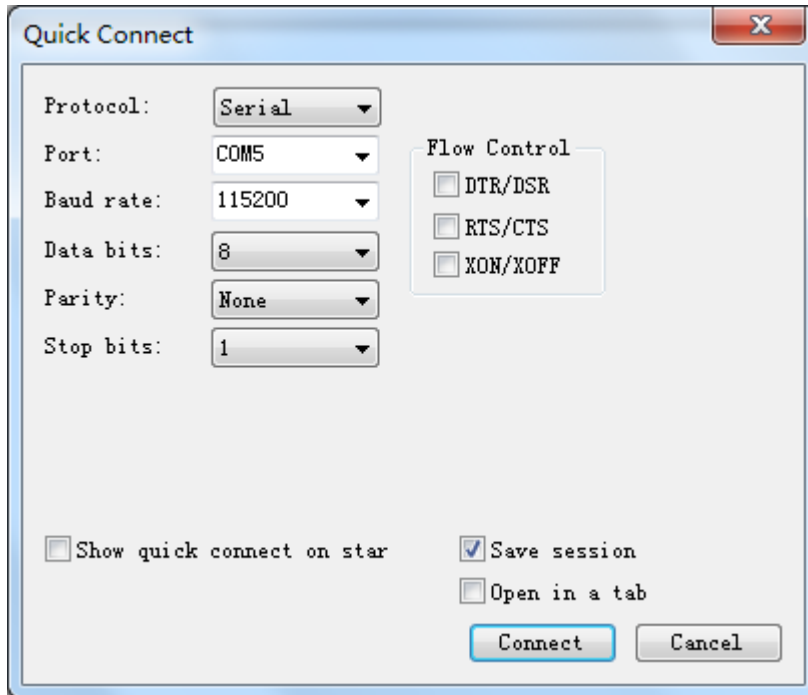 Quick Connect
Protocol: Serial
Port: COM5
Flow Control
DTR/DSR
Baud rate: 115200
RTS/CTS
Data bits: 8
XON/XOFF
Parity: None
Stop bits: 1
Show quick connect on star
Save session
Open in a tab
Connect Cancel